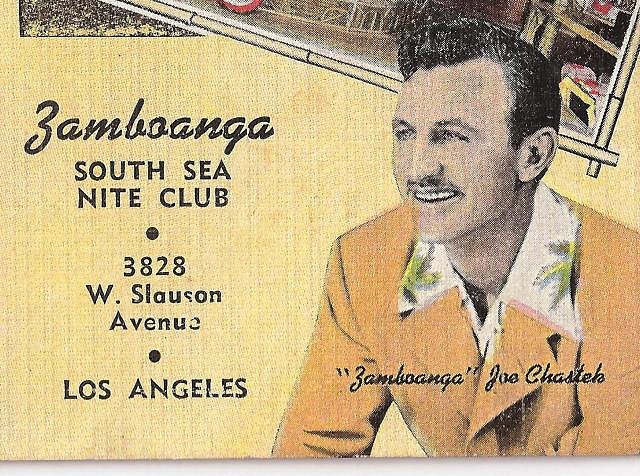 Zamboanga
SOUTH SEA
NITE CLUB
•
3828
W. Slauson
Avenue
•
LOS ANGELES
"Zamboanga" Joe Chastek